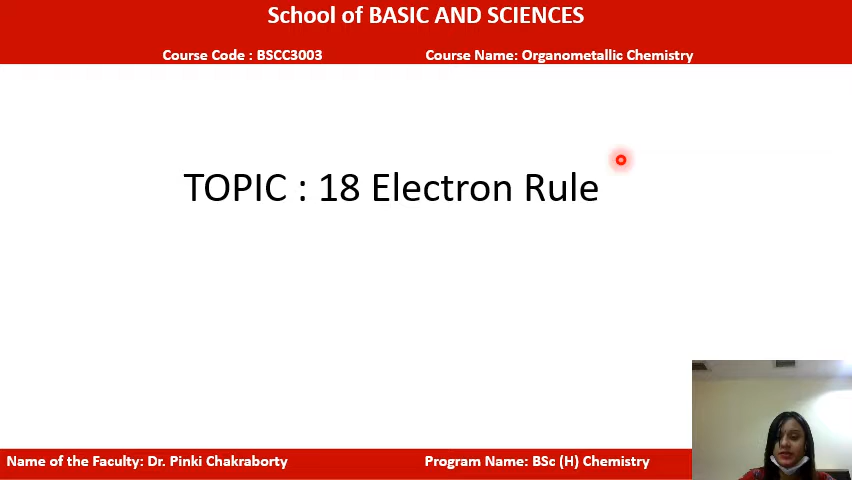 School of BASIC AND SCIENCES
Course Code : BSCC3003 Course Name: Organometallic Chemistry
TOPIC : 18 Electron Rule
Name of the Faculty: Dr. Pinki Chakraborty Program Name: BSc (H) Chemistry